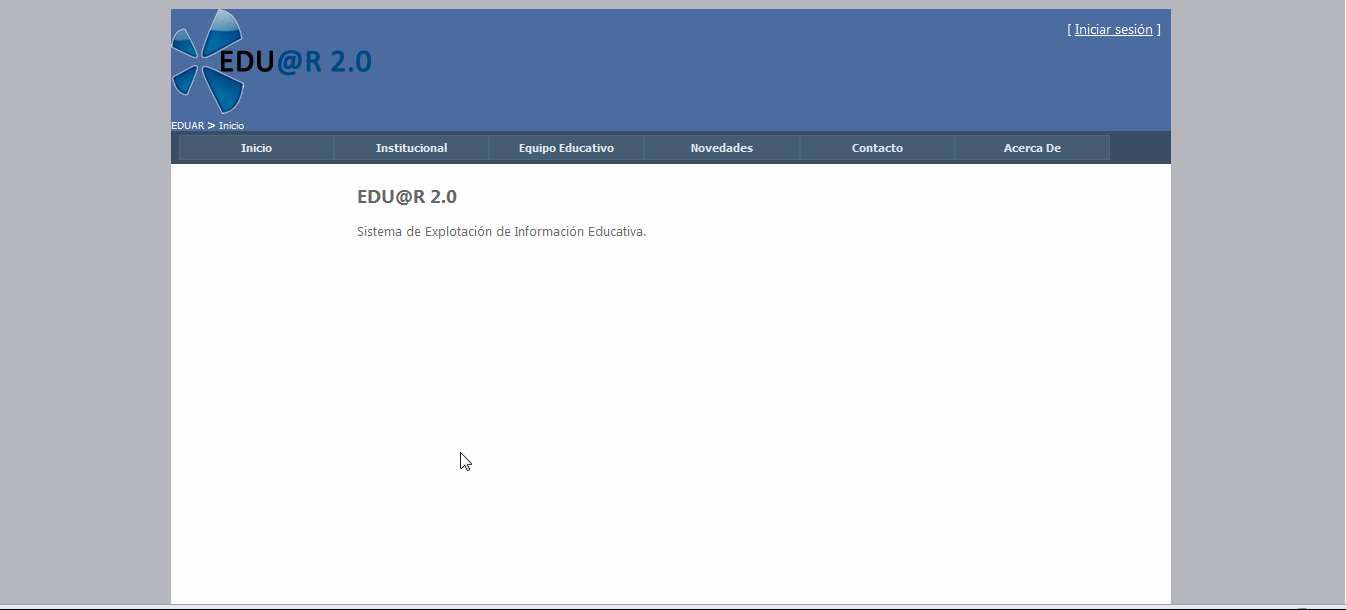 [ Iniciar sesión ]
EDU@R 2.0
EDUAR > Inicio
Inicio Institucional Equipo Educativo Novedades Contacto Acerca De
EDU@R 2.0
Sistema de Explotación de Información Educativa.